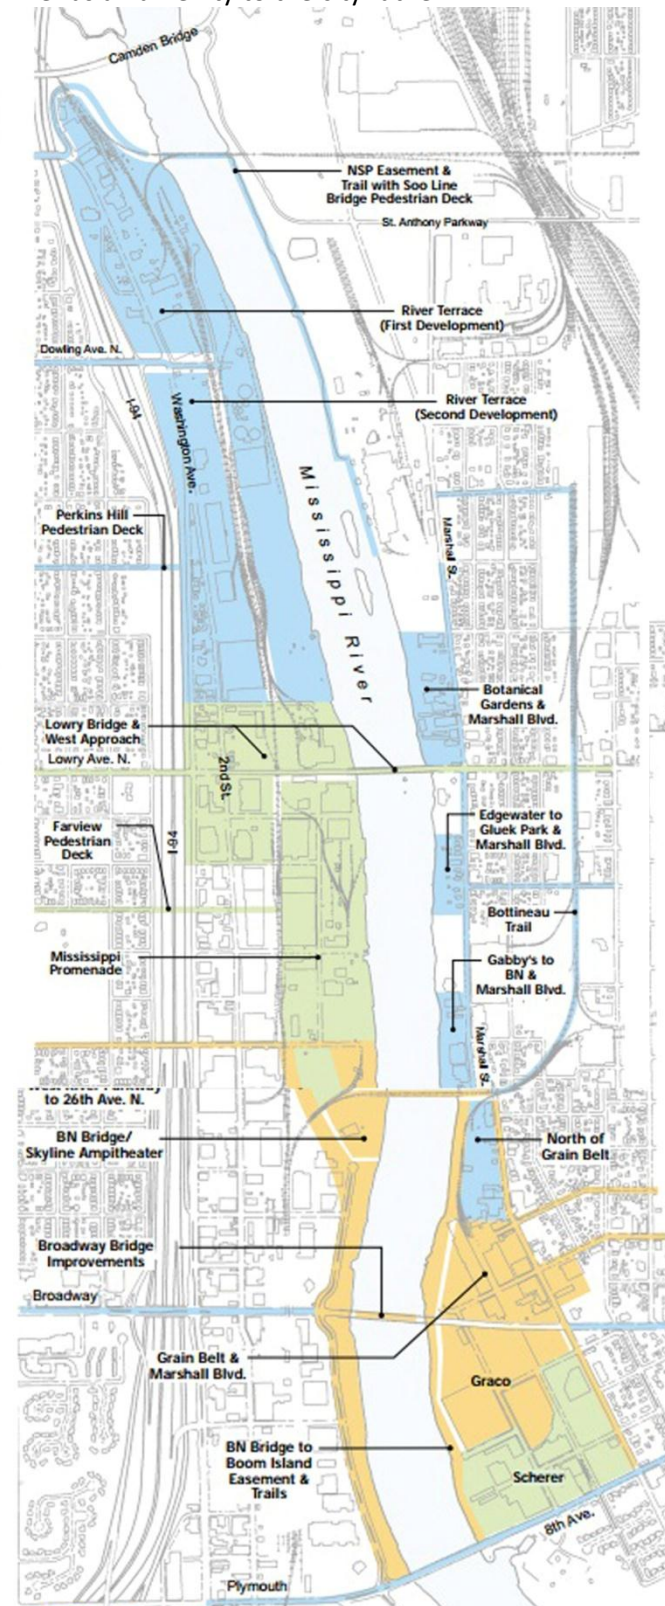 Camden Bridge
NSP Easement &
Trail with Soo Line
Bridge Pedestrian Deck
St. Anthony Parkway
River Terrace
(First Development)
Dowling Ave. N.
I-94
Washington Ave.
River Terrace
(Second Development)
Mississippi River
Perkins Hill
Pedestrian Deck
Marshall St.
Botanical
Gardens &
Marshall Blvd.
Lowry Bridge &
West Approach
Lowry Ave. N.
2nd St.
Edgewater to
Gluek Park &
Marshall Blvd.
Farview
Pedestrian
Deck
I-94
Bottineau
Trail
Mississippi
Promenade
Gabby's to
BN &
Marshall Blvd.
Marshall St.
to 26th Ave. N.
BN Bridge/
Skyline Ampitheater
North of
Grain Belt
Broadway Bridge
Improvements
Broadway
Grain Belt &
Marshall Blvd.
Graco
BN Bridge to
Boom Island
Easement &
Trails
Scherer
8th Ave.
Plymouth